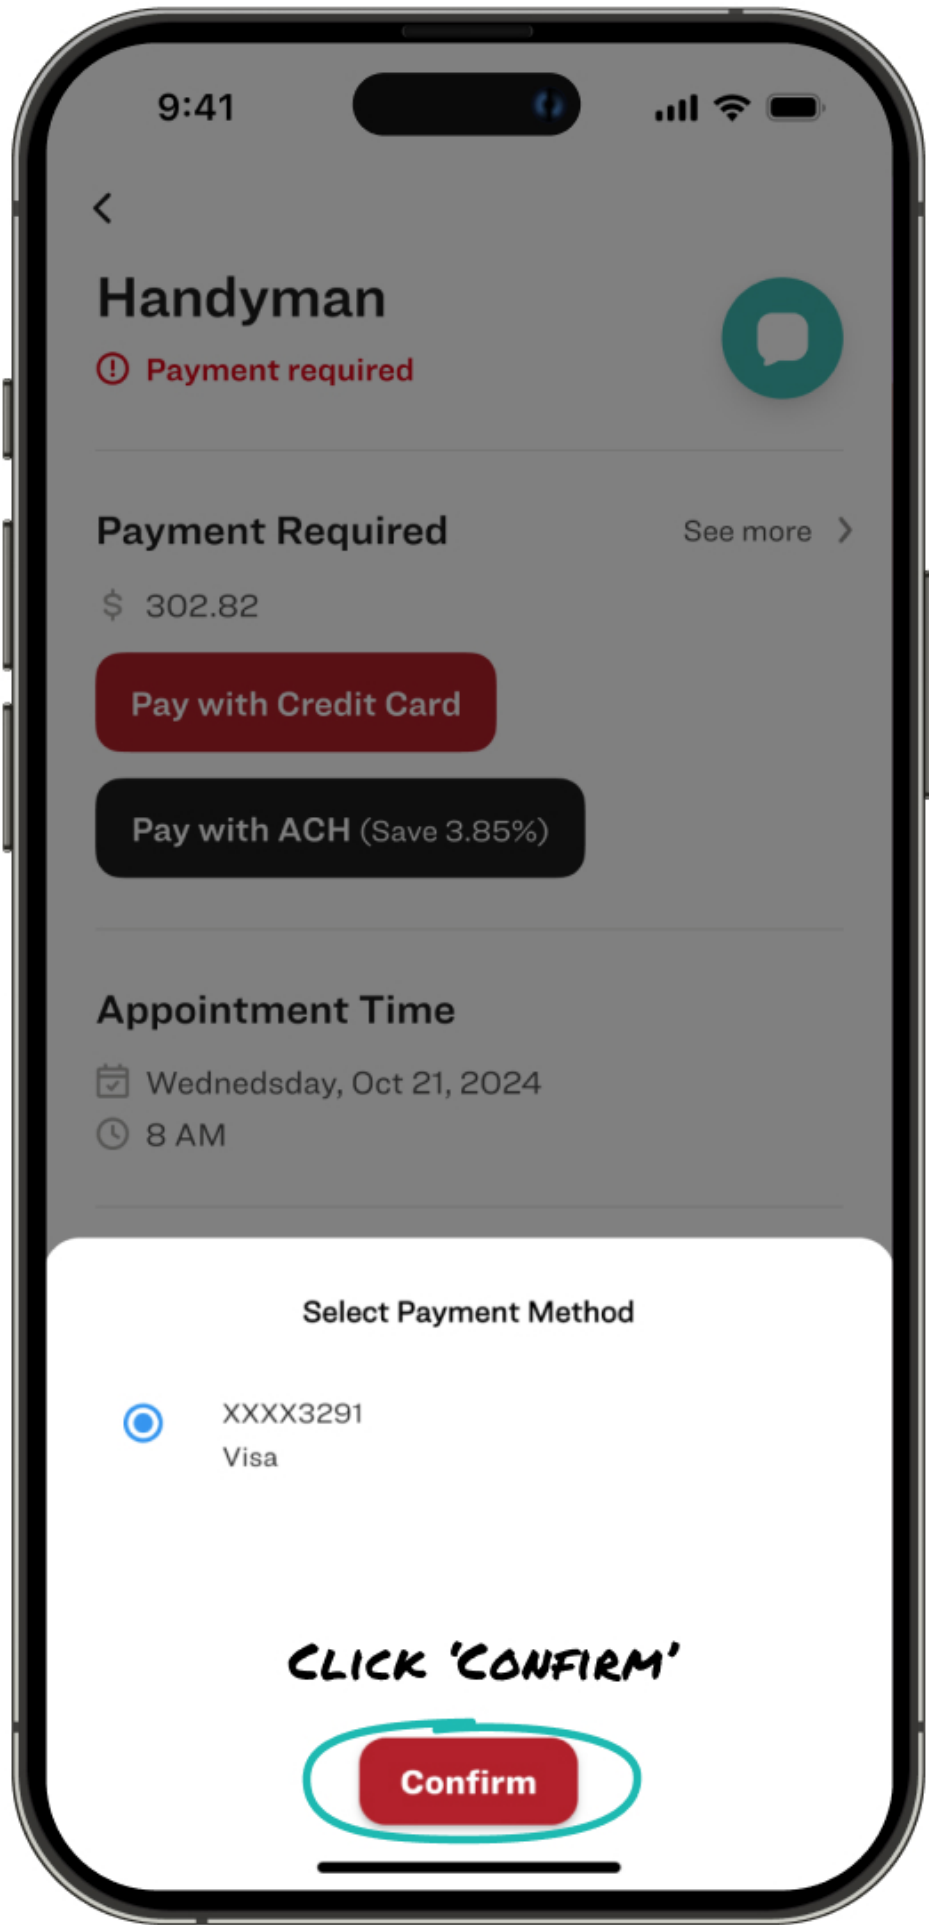 9:41
Handyman
Payment required
Payment Required
See more
$ 302.82
Pay with Credit Card
Pay with ACH (Save 3.85%)
Appointment Time
Wednedsday, Oct 21, 2024
8 AM
Select Payment Method
XXXX3291
Visa
CLICK 'CONFIRM'
Confirm